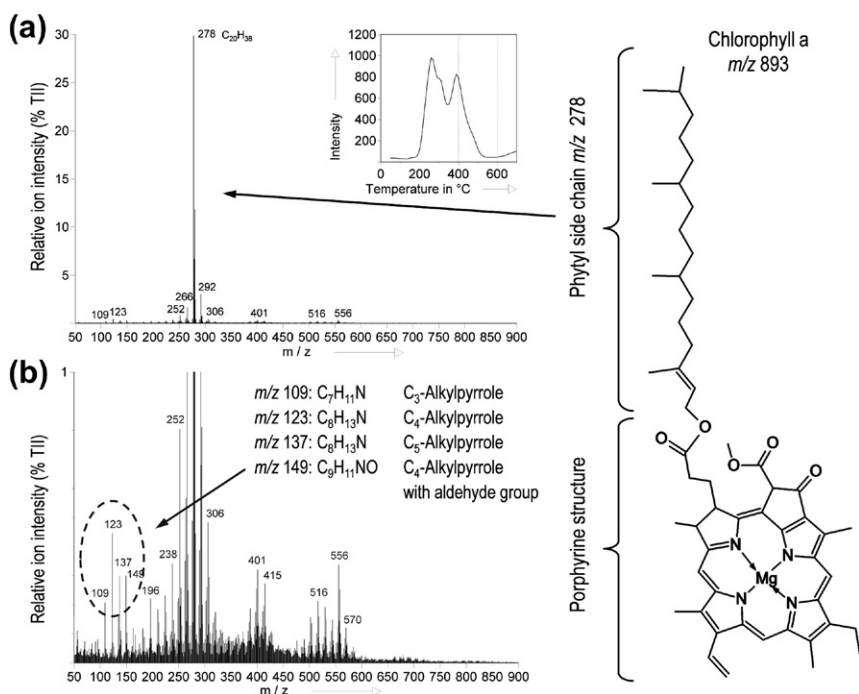 (a)
Relative ion intensity (% TII)
30
25
20
15
10
5
278 C₂₀H₃₈
109
123
252
266
292
306
401
516
556
50 100 150 200 250 300 350 400 450 500 550 600 650 700 750 800 850 900
m / z
Intensity
1200
1000
800
600
400
200
0 200 400 600
Temperature in °C
(b)
Relative ion intensity (% TII)
1
m/z 109: C₇H₁₁N C₃-Alkylpyrrole
m/z 123: C₈H₁₃N C₄-Alkylpyrrole
m/z 137: C₈H₁₃N C₅-Alkylpyrrole
m/z 149: C₉H₁₁NO C₄-Alkylpyrrole
with aldehyde group
109
123
137
149
196
238
252
306
401
415
516
556
570
50 100 150 200 250 300 350 400 450 500 550 600 650 700 750 800 850 900
m / z
Chlorophyll a
m/z 893
Phytyl side chain m/z 278
Porphyrine structure
O
O
O
O
O
N
N
Mg
N
N